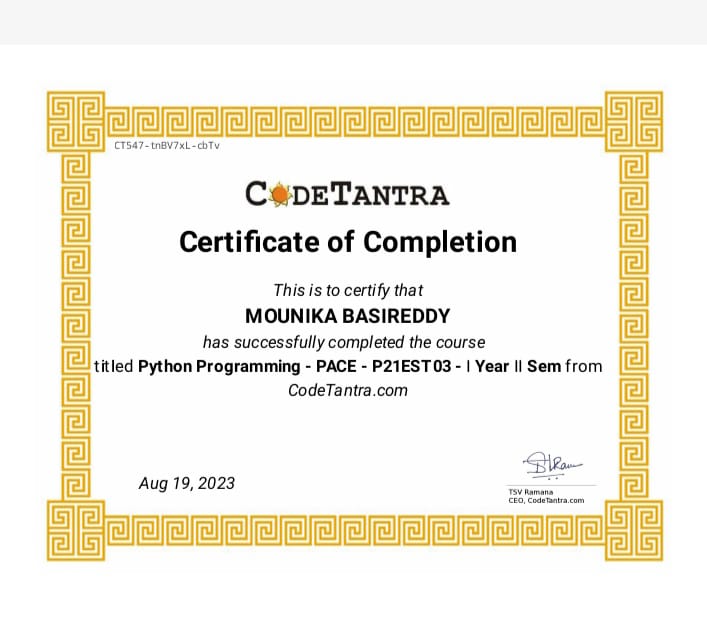 CT547-tnBV7xL-cbTv
CODETANTRA
Certificate of Completion
This is to certify that
MOUNIKA BASIREDDY
has successfully completed the course
titled Python Programming - PACE - P21EST03 - I Year II Sem from
CodeTantra.com
Aug 19, 2023
TSV Ramana
CEO, CodeTantra.com